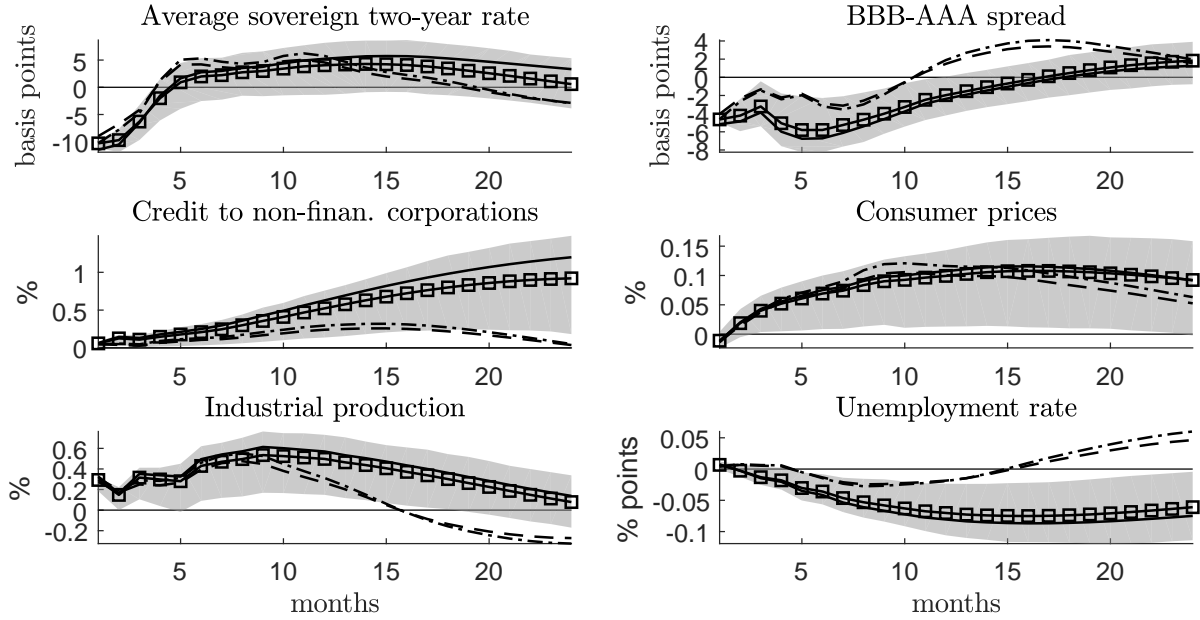 Average sovereign two-year rate
basis points
5
0
-5
-10
5 10 15 20
BBB-AAA spread
basis points
4
2
0
-2
-4
-6
-8
5 10 15 20
Credit to non-finan. corporations
%
1
0.5
0
5 10 15 20
Consumer prices
%
0.15
0.1
0.05
0
5 10 15 20
Industrial production
%
0.6
0.4
0.2
0
-0.2
5 10 15 20
months
Unemployment rate
% points
0.05
0
-0.05
-0.1
5 10 15 20
months